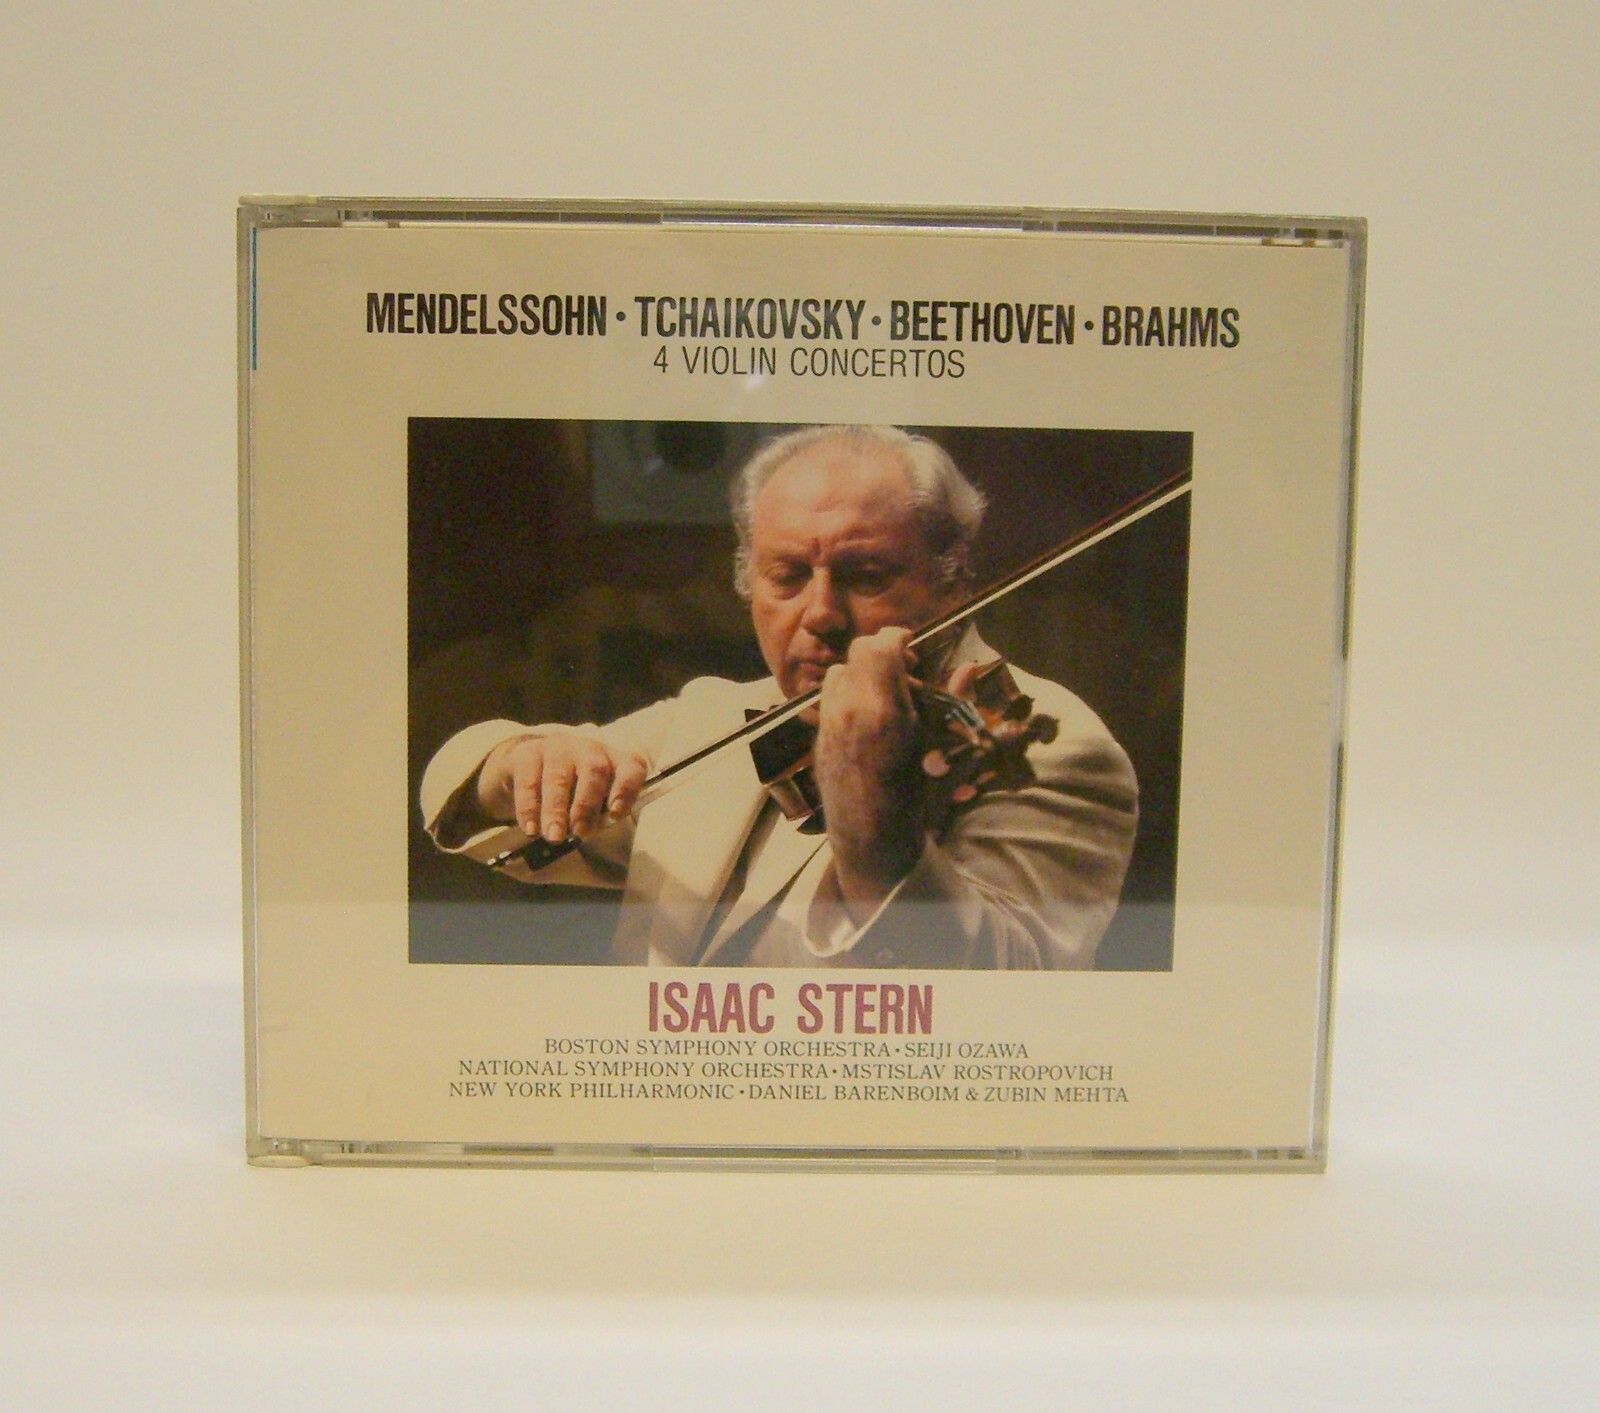 MENDELSSOHN・TCHAIKOVSKY・BEETHOVEN・BRAHMS
4 VIOLIN CONCERTOS
ISAAC STERN
BOSTON SYMPHONY ORCHESTRA・SEIJI OZAWA
NATIONAL SYMPHONY ORCHESTRA・MSTISLAV ROSTROPOVICH
NEW YORK PHILHARMONIC・DANIEL BARENBOIM & ZUBIN MEHTA